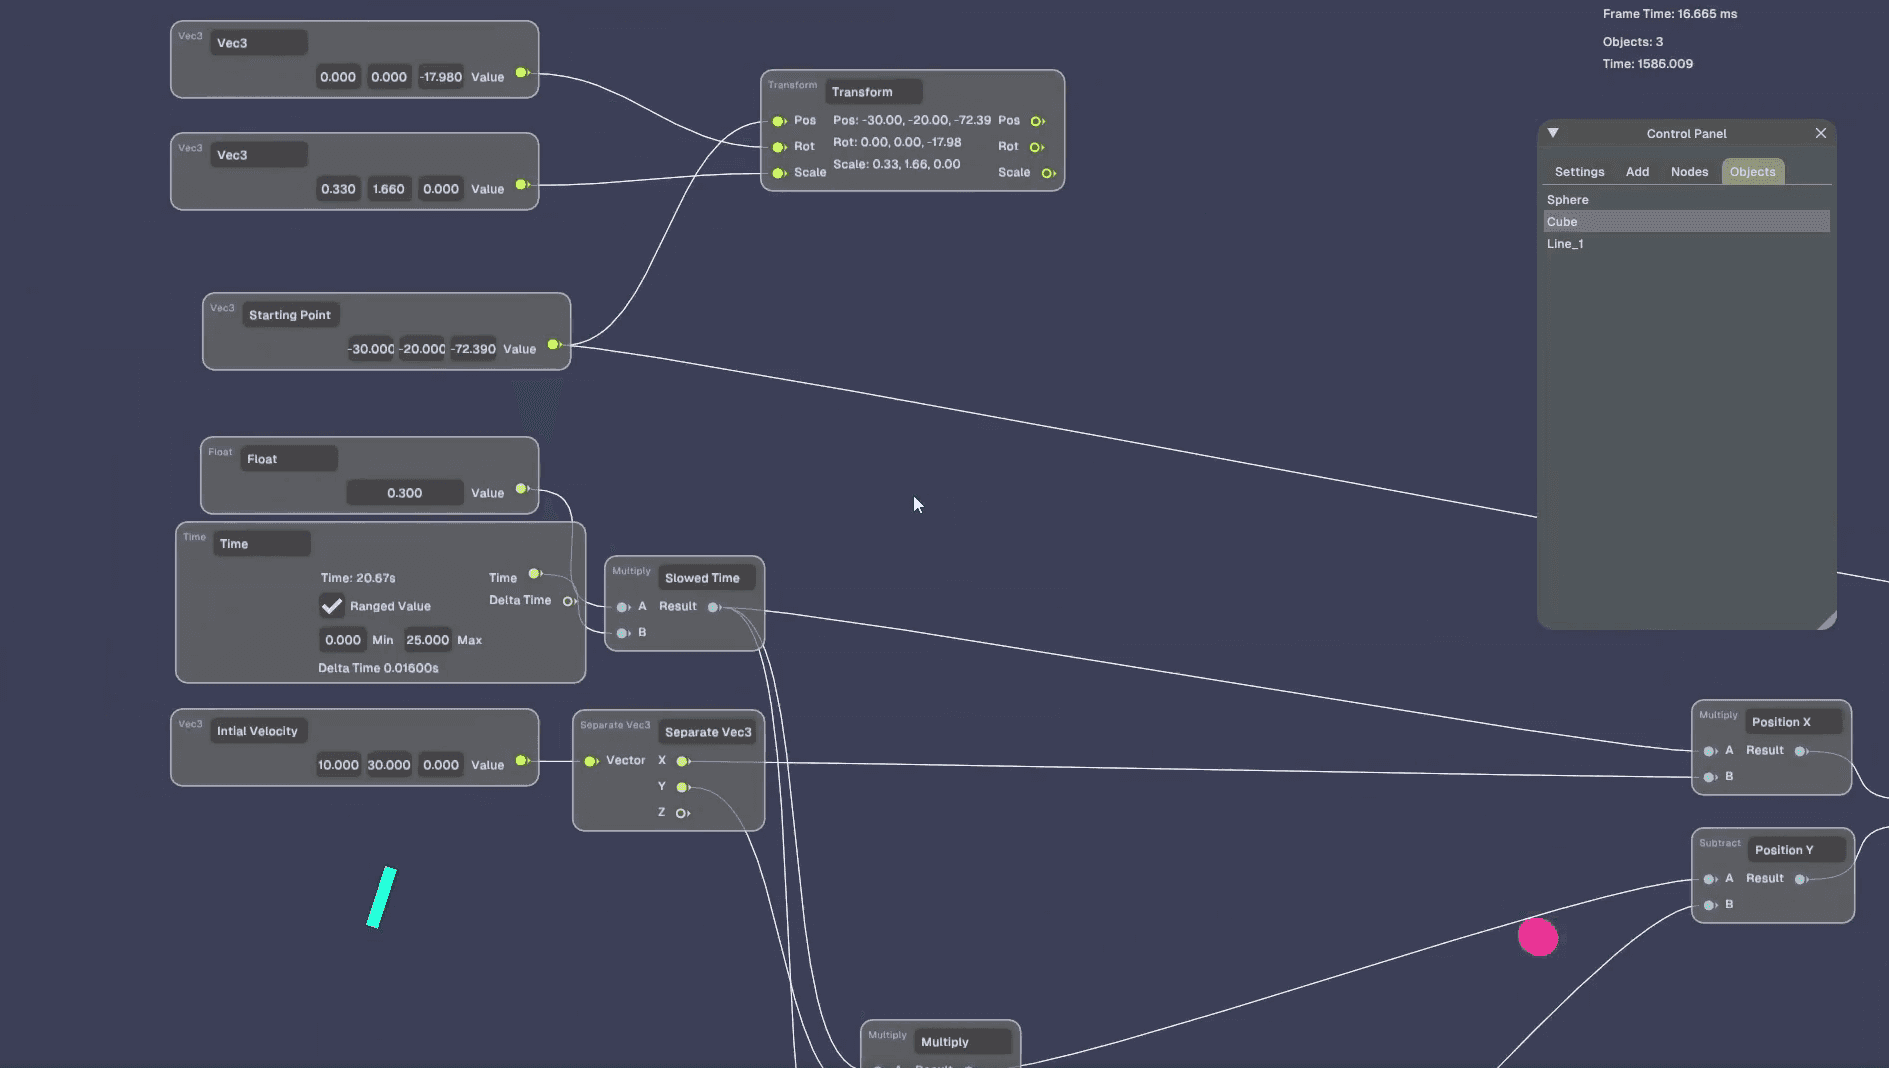 Frame Time: 16.665 ms
Objects: 3
Time: 1586.009
Vec3 Vec3
0.000 0.000 -17.980 Value
Vec3 Vec3
0.330 1.660 0.000 Value
Transform Transform
Pos Pos: -30.00, -20.00, -72.39 Pos
Rot Rot: 0.00, 0.00, -17.98 Rot
Scale Scale: 0.33, 1.66, 0.00 Scale
Control Panel
Settings Add Nodes Objects
Sphere
Cube
Line_1
Vec3 Starting Point
-30.000 -20.000 -72.390 Value
Float Float
0.300 Value
Time Time
Time: 20.67s Time
Ranged Value Delta Time
0.000 Min 25.000 Max
Delta Time 0.01600s
Multiply Slowed Time
A Result
B
Vec3 Intial Velocity
10.000 30.000 0.000 Value
Separate Vec3 Separate Vec3
Vector X
Y
Z
Multiply Position X
A Result
B
Subtract Position Y
A Result
B
Multiply Multiply
A Result